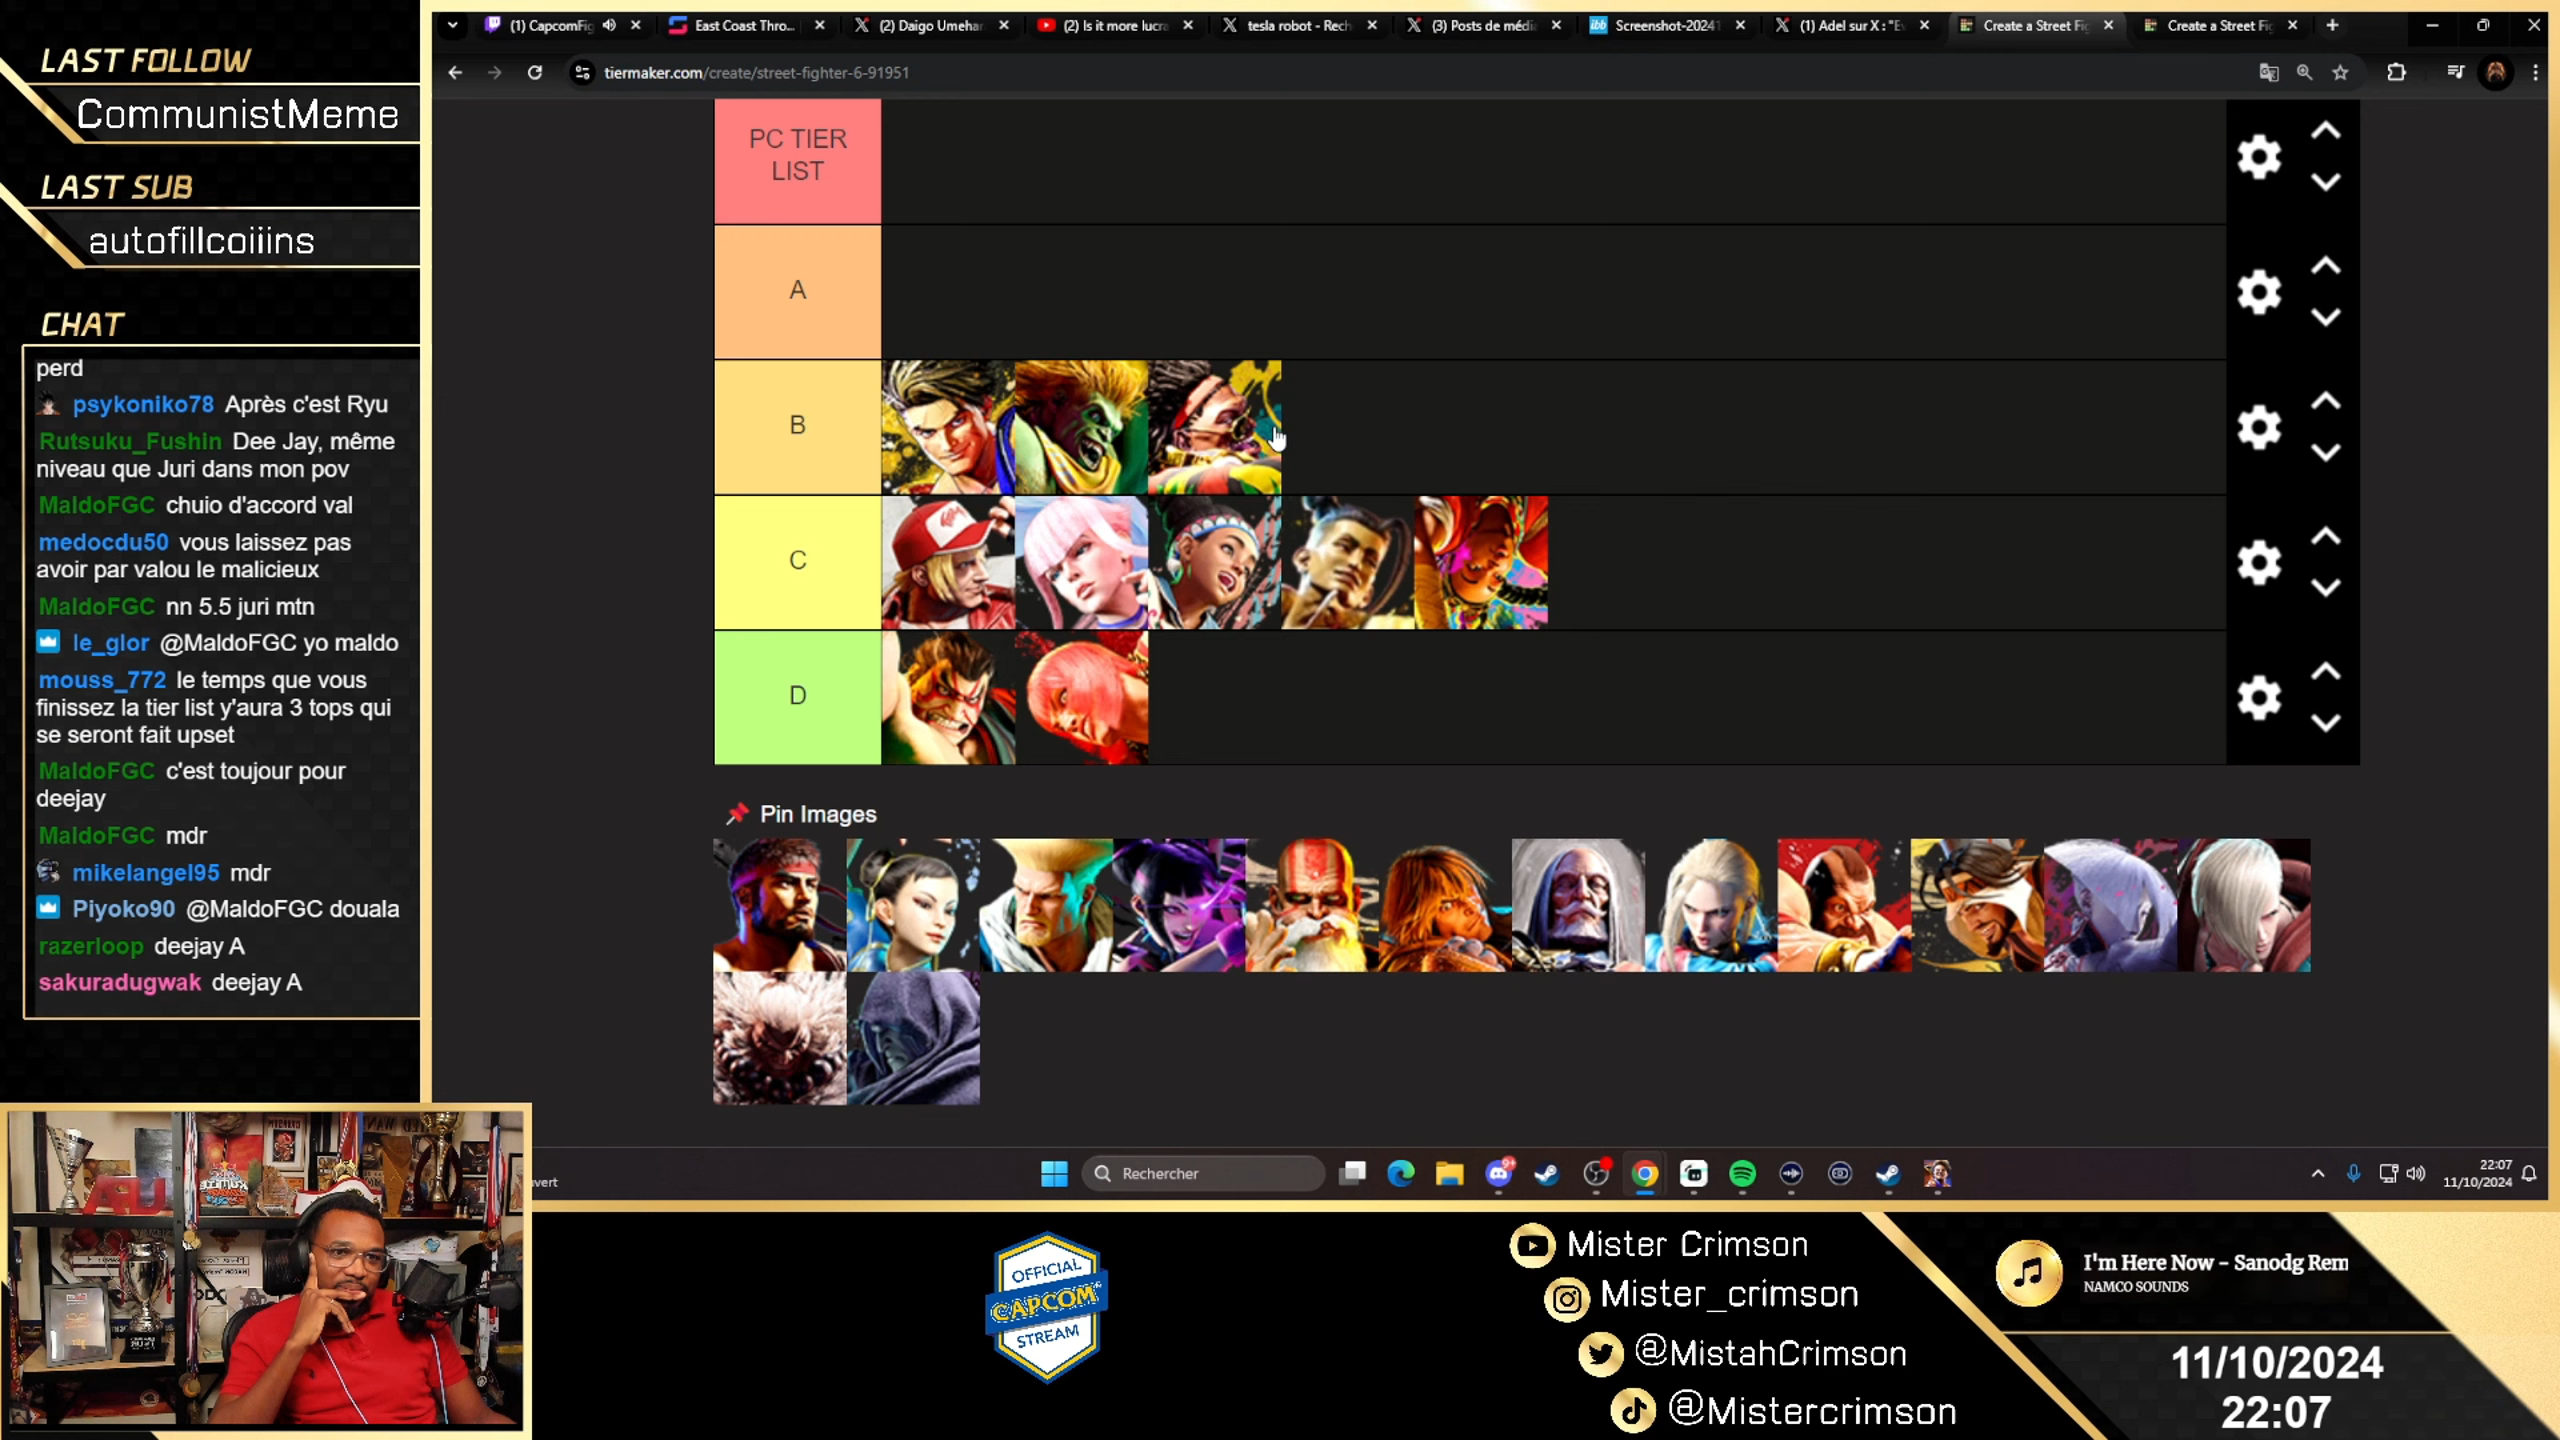 LAST FOLLOW
CommunistMeme
LAST SUB
autofillcoiiins
CHAT
perd
psykoniko78 Après c'est Ryu
Rutsuku_Fushin Dee Jay, même
niveau que Juri dans mon pov
MaldoFGC chuio d'accord val
medocdu50 vous laissez pas
avoir par valou le malicieux
MaldoFGC nn 5.5 juri mtn
le_glor @MaldoFGC yo maldo
mouss_772 le temps que vous
finissez la tier list y'aura 3 tops qui
se seront fait upset
MaldoFGC c'est toujour pour
deejay
MaldoFGC mdr
mikelangel95 mdr
Piyoko90 @MaldoFGC douala
razerloop deejay A
sakuradugwak deejay A
(1) CapcomFig
East Coast Thro...
(2) Daigo Umehar
(2) Is it more lucra
tesla robot - Rech
(3) Posts de médi
Screenshot-20241
(1) Adel sur X : "E
Create a Street Fi
Create a Street Fi
tiermaker.com/create/street-fighter-6-91951
PC TIER
LIST
A
B
C
D
Pin Images
vert
Rechercher
22:07
11/10/2024
OFFICIAL
CAPCOM
STREAM
Mister Crimson
Mister_crimson
@MistahCrimson
@Mistercrimson
I'm Here Now - Sanodg Rem
NAMCO SOUNDS
11/10/2024
22:07